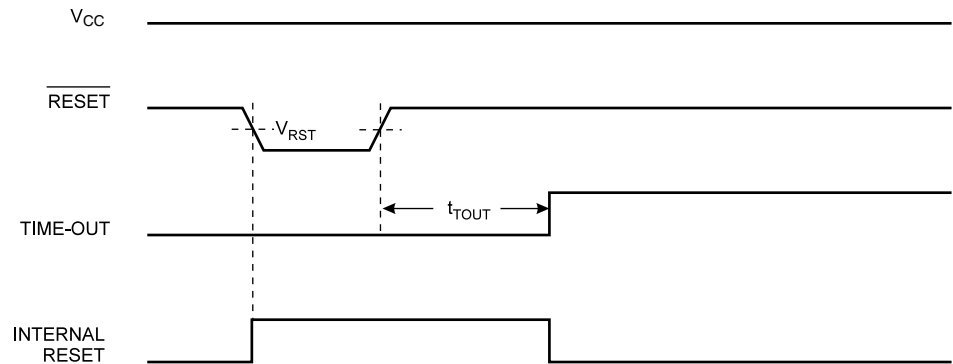 VCC
RESET
VRST
tTOUT
TIME-OUT
INTERNAL
RESET